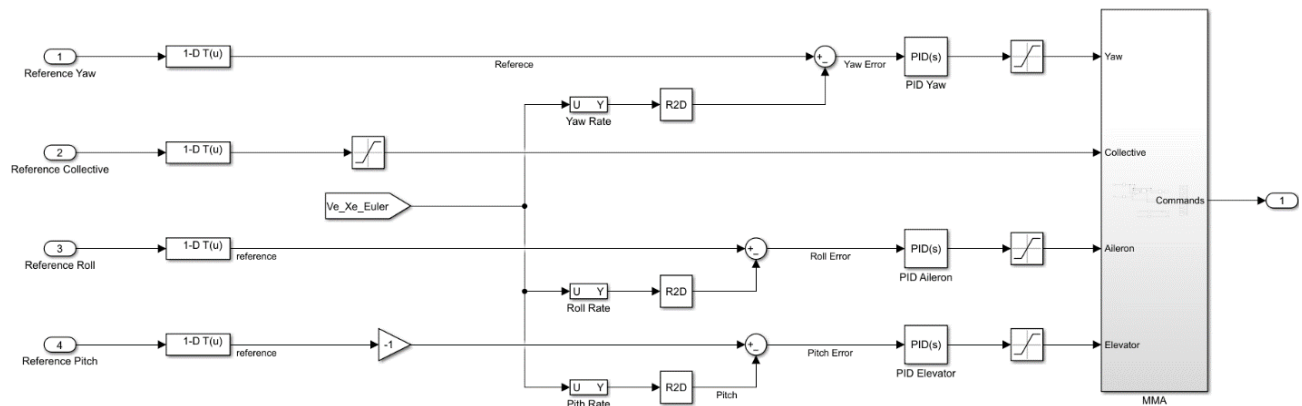 1
Reference Yaw
1-D T(u)
Referece
+
-
Yaw Error
PID(s)
PID Yaw
Yaw
U Y
Yaw Rate
R2D
2
Reference Collective
1-D T(u)
Collective
Ve_Xe_Euler
Commands
1
3
Reference Roll
1-D T(u)
reference
+
-
Roll Error
PID(s)
PID Aileron
Aileron
U Y
Roll Rate
R2D
4
Reference Pitch
1-D T(u)
reference
-1
+
-
Pitch Error
PID(s)
PID Elevator
Elevator
U Y
Pith Rate
R2D
Pitch
MMA